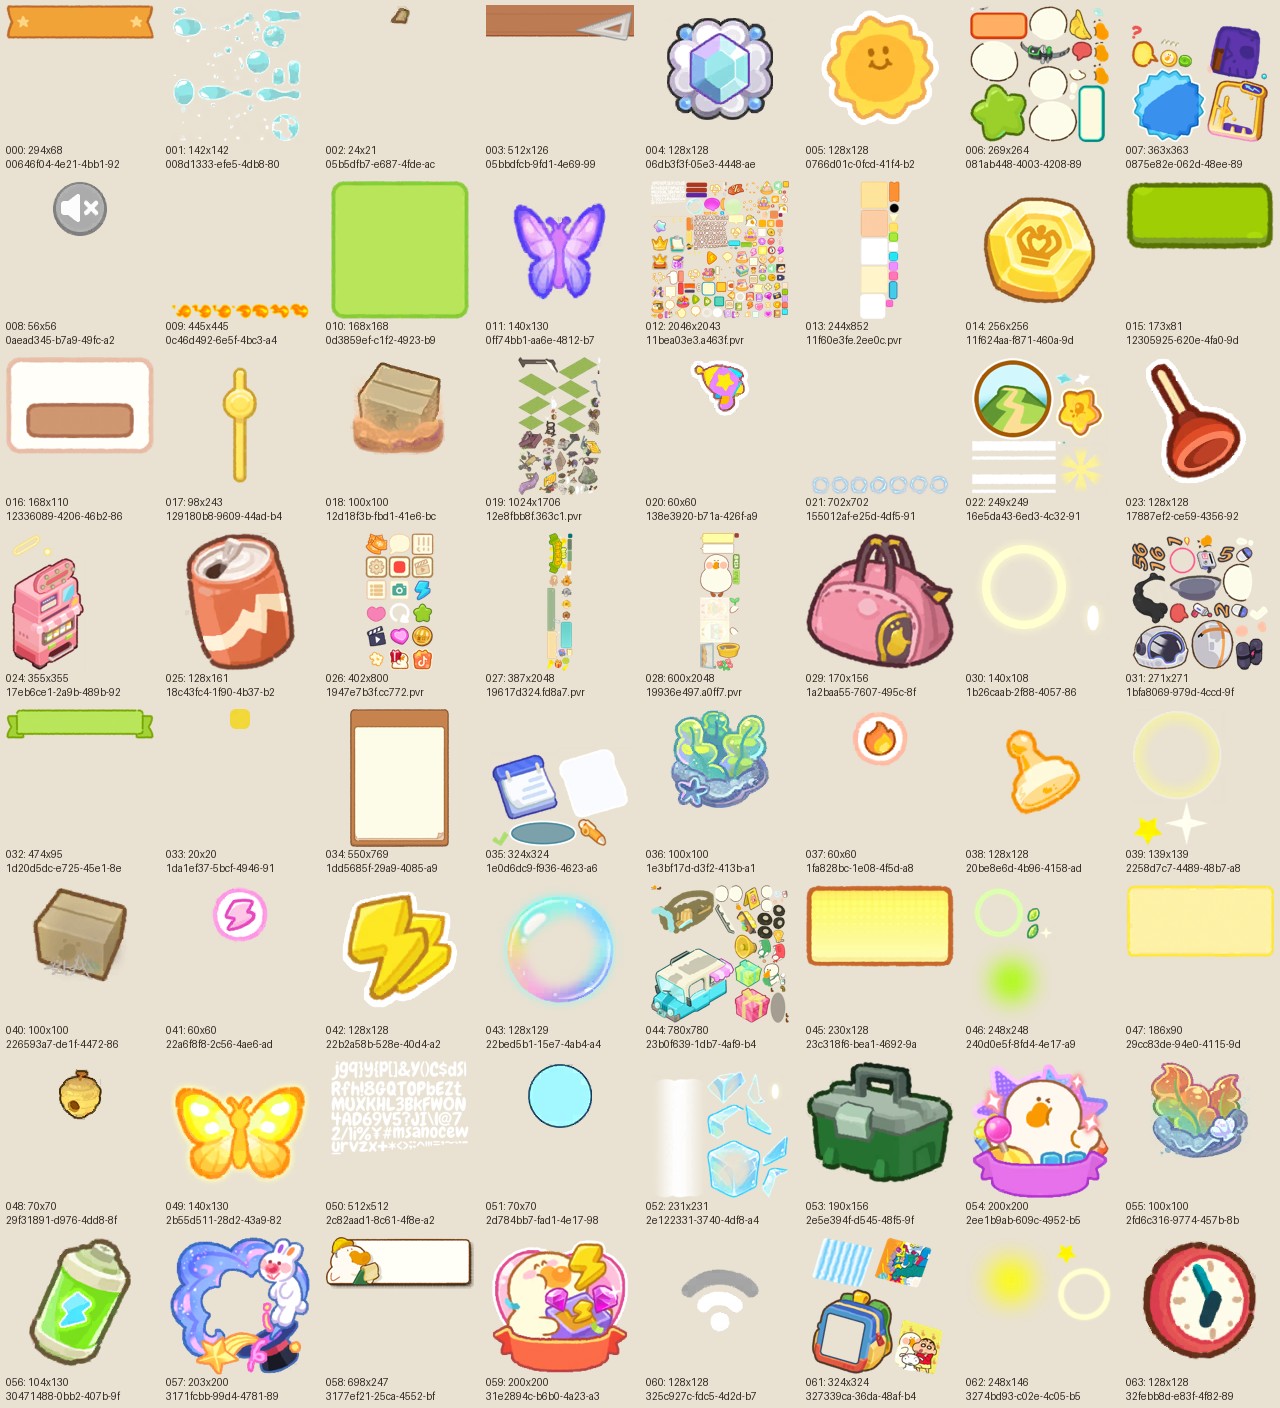 000: 294x68
00646f04-4e21-4bb1-92
001: 142x142
008d1333-efe5-4db8-80
002: 24x21
05b5dfb7-e687-4fde-ac
003: 512x126
05bbdfcb-9fd1-4e69-99
004: 128x128
06db3f3f-05e3-4448-ae
005: 128x128
0766d01c-0fcd-41f4-b2
006: 269x264
081ab448-4003-4208-89
007: 363x363
0875e82e-062d-48ee-89
008: 56x56
0aead345-b7a9-49fc-a2
009: 445x445
0c46d492-6e5f-4bc3-a4
010: 168x168
0d3859ef-c1f2-4923-b9
011: 140x130
0ff74bb1-aa6e-4812-b7
012: 2046x2043
11bea03e3.a463f.pvr
013: 244x852
11f60e3fe.2ee0c.pvr
014: 256x256
11f624aa-f871-460a-9d
015: 173x81
12305925-620e-4fa0-9d
016: 168x110
12336089-4206-46b2-86
017: 98x243
129180b8-9609-44ad-b4
018: 100x100
12d18f3b-fbd1-41e6-bc
019: 1024x1706
12e8fbb8f.363c1.pvr
020: 60x60
138e3920-b71a-426f-a9
021: 702x702
155012af-e25d-4df5-91
022: 249x249
16e5da43-6ed3-4c32-91
023: 128x128
17887ef2-ce59-4356-92
024: 355x355
17eb6ce1-2a9b-489b-92
025: 128x161
18c43fc4-1f90-4b37-b2
026: 402x800
1947e7b3f.cc772.pvr
027: 387x2048
19617d324.fd8a7.pvr
028: 600x2048
19936e497.a0ff7.pvr
029: 170x156
1a2baa55-7607-495c-8f
030: 140x108
1b26caab-2f88-4057-86
031: 271x271
1bfa8069-979d-4ccd-9f
032: 474x95
1d20d5dc-e725-45e1-8e
033: 20x20
1da1ef37-5bcf-4946-91
034: 550x769
1dd5685f-29a9-4085-a9
035: 324x324
1e0d6dc9-f936-4623-a6
036: 100x100
1e3bf17d-d3f2-413b-a1
037: 60x60
1fa828bc-1e08-4f5d-a8
038: 128x128
20be8e6d-4b96-4158-ad
039: 139x139
2258d7c7-4489-48b7-a8
040: 100x100
226593a7-de1f-4472-86
041: 60x60
22a6f8f8-2c56-4ae6-ad
042: 128x128
22b2a58b-528e-40d4-a2
043: 128x129
22bed5b1-15e7-4ab4-a4
044: 780x780
23b0f639-1db7-4af9-b4
045: 230x128
23c318f6-bea1-4692-9a
046: 248x248
240d0e5f-8fd4-4e17-a9
047: 186x90
29cc83de-94e0-4115-9d
048: 70x70
29f31891-d976-4dd8-8f
049: 140x130
2b55d511-28d2-43a9-82
050: 512x512
2c82aad1-8c61-4f8e-a2
051: 70x70
2d784bb7-fad1-4e17-98
052: 231x231
2e122331-3740-4df8-a4
053: 190x156
2e5e394f-d545-48f5-9f
054: 200x200
2ee1b9ab-609c-4952-b5
055: 100x100
2fd6c316-9774-457b-8b
056: 104x130
30471488-0bb2-407b-9f
057: 203x200
3171fcbb-99d4-4781-89
058: 698x247
3177ef21-25ca-4552-bf
059: 200x200
31e2894c-b6b0-4a23-a3
060: 128x128
325c927c-fdc5-4d2d-b7
061: 324x324
327339ca-36da-48af-b4
062: 248x146
3274bd93-c02e-4c05-b5
063: 128x128
32febb8d-e83f-4f82-89